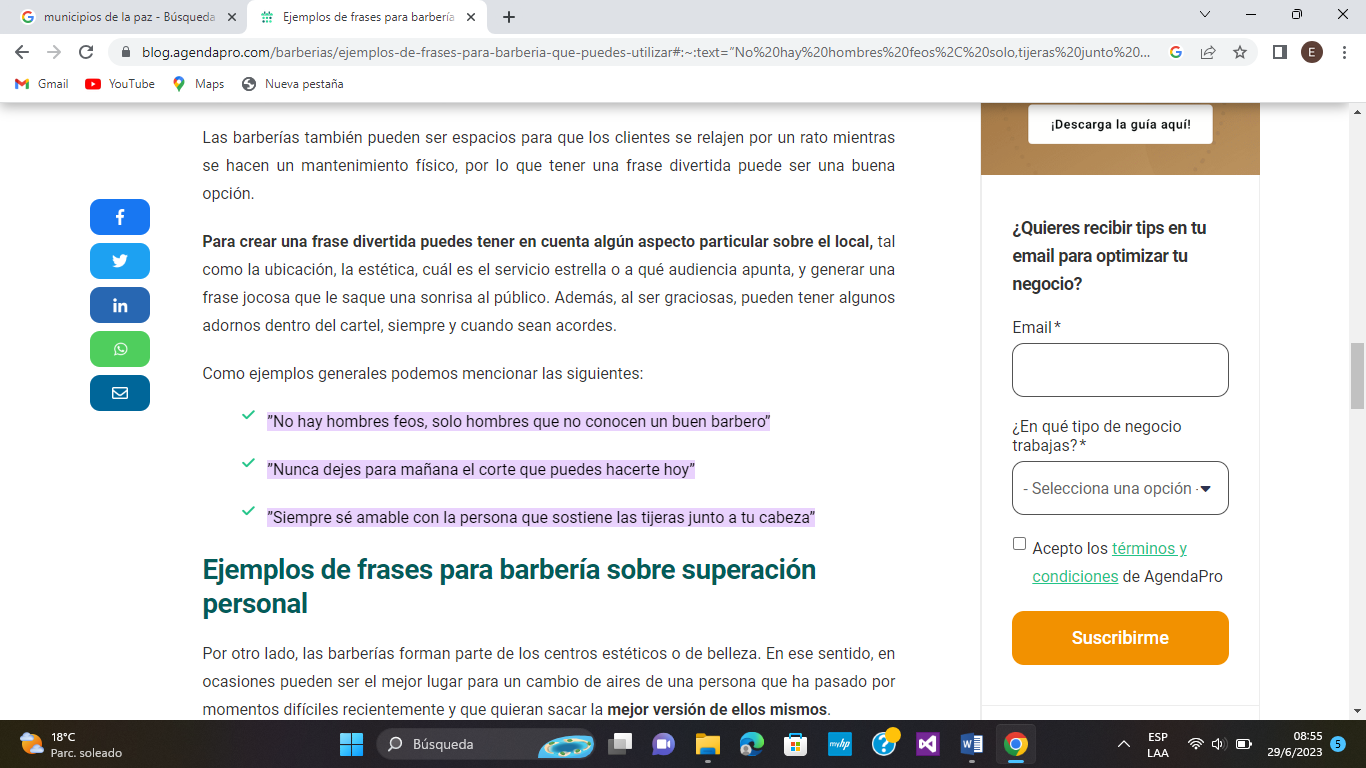 municipios de la paz - Búsqueda
Ejemplos de frases para barbería
blog.agendapro.com/barberias/ejemplos-de-frases-para-barberia-que-puedes-utilizar#:~:text="No%20hay%20hombres%20feos%2C%20solo,tijeras%20junto%20...
E
Gmail
YouTube
Maps
Nueva pestaña
Las barberías también pueden ser espacios para que los clientes se relajen por un rato mientras
se hacen un mantenimiento físico, por lo que tener una frase divertida puede ser una buena
opción.
Para crear una frase divertida puedes tener en cuenta algún aspecto particular sobre el local, tal
como la ubicación, la estética, cuál es el servicio estrella o a qué audiencia apunta, y generar una
frase jocosa que le saque una sonrisa al público. Además, al ser graciosas, pueden tener algunos
adornos dentro del cartel, siempre y cuando sean acordes.
Como ejemplos generales podemos mencionar las siguientes:
”No hay hombres feos, solo hombres que no conocen un buen barbero”
”Nunca dejes para mañana el corte que puedes hacerte hoy”
”Siempre sé amable con la persona que sostiene las tijeras junto a tu cabeza”
Ejemplos de frases para barbería sobre superación
personal
Por otro lado, las barberías forman parte de los centros estéticos o de belleza. En ese sentido, en
ocasiones pueden ser el mejor lugar para un cambio de aires de una persona que ha pasado por
momentos difíciles recientemente y que quieran sacar la mejor versión de ellos mismos.
¡Descarga la guía aquí!
¿Quieres recibir tips en tu
email para optimizar tu
negocio?
Email*
¿En qué tipo de negocio
trabajas?*
- Selecciona una opción -
Acepto los términos y
condiciones de AgendaPro
Suscribirme
18°C
Parc. soleado
Búsqueda
myhp
ESP
LAA
08:55
29/6/2023
5